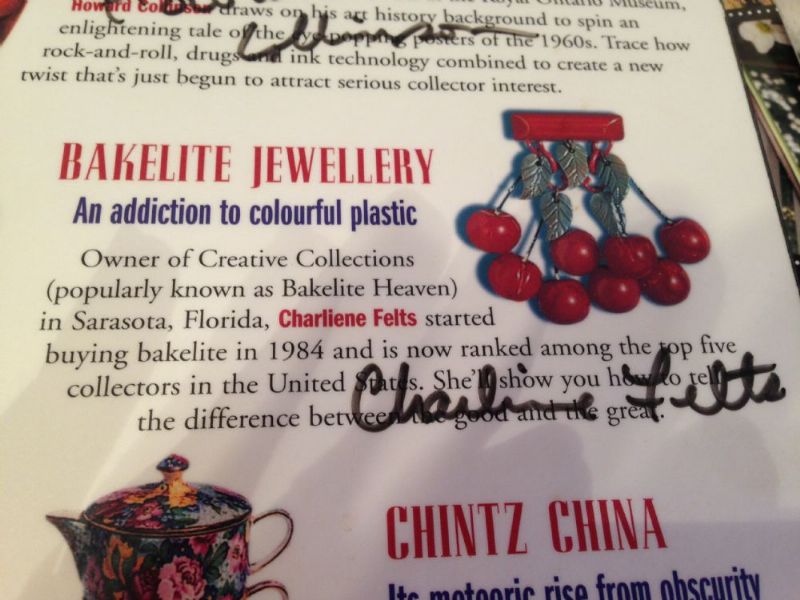 Royal Ontario Museum,
Howard Collinson draws on his art history background to spin an
enlightening tale of the eye-popping posters of the 1960s. Trace how
rock-and-roll, drugs and ink technology combined to create a new
twist that's just begun to attract serious collector interest.
BAKELITE JEWELLERY
An addiction to colourful plastic
Owner of Creative Collections
(popularly known as Bakelite Heaven)
in Sarasota, Florida, Charliene Felts started
buying bakelite in 1984 and is now ranked among the top five
collectors in the United States. She'll show you how to tell
the difference between the good and the great.
Charliene Felts
CHINTZ CHINA
Its meteoric rise from obscurity